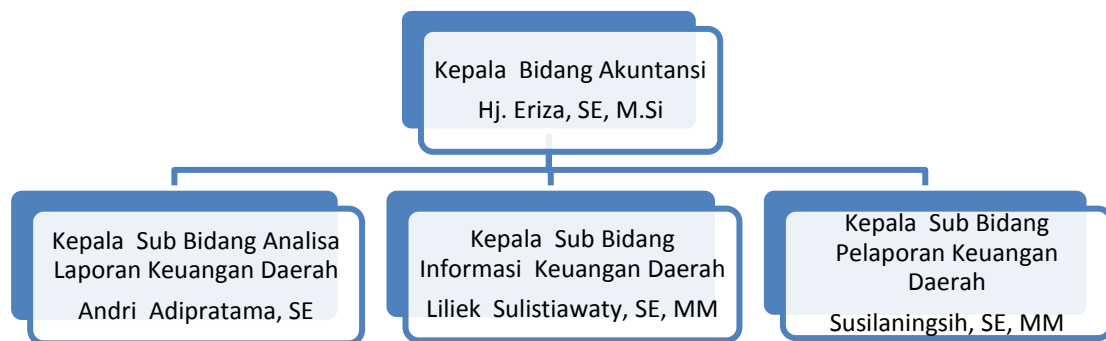 Kepala Bidang Akuntansi
Hj. Eriza, SE, M.Si
Kepala Sub Bidang Analisa
Laporan Keuangan Daerah
Andri Adipratama, SE
Kepala Sub Bidang
Informasi Keuangan Daerah
Liliek Sulistiawaty, SE, MM
Kepala Sub Bidang
Pelaporan Keuangan
Daerah
Susilaningsih, SE, MM